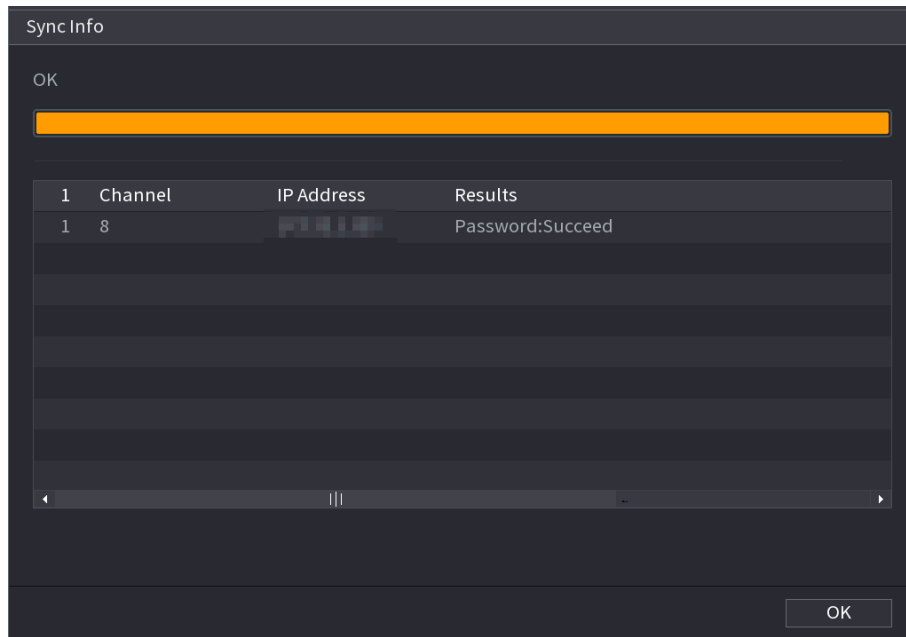 Sync Info
OK
1 Channel IP Address Results
1 8 Password:Succeed
OK